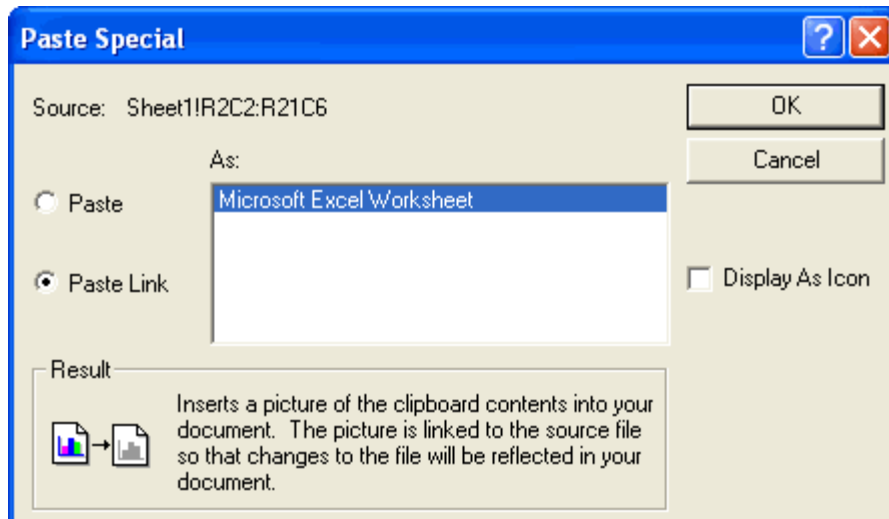 Paste Special
Source: Sheet1!R2C2:R21C6
OK
As:
Cancel
Paste
Microsoft Excel Worksheet
Paste Link
Display As Icon
Result
Inserts a picture of the clipboard contents into your
document. The picture is linked to the source file
so that changes to the file will be reflected in your
document.